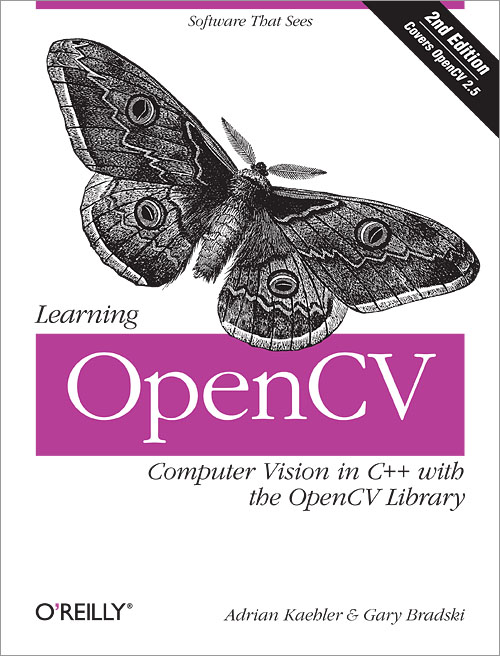 Software That Sees
2nd Edition
Covers OpenCV 2.5
Learning
OpenCV
Computer Vision in C++ with
the OpenCV Library
O'REILLY®
Adrian Kaehler & Gary Bradski